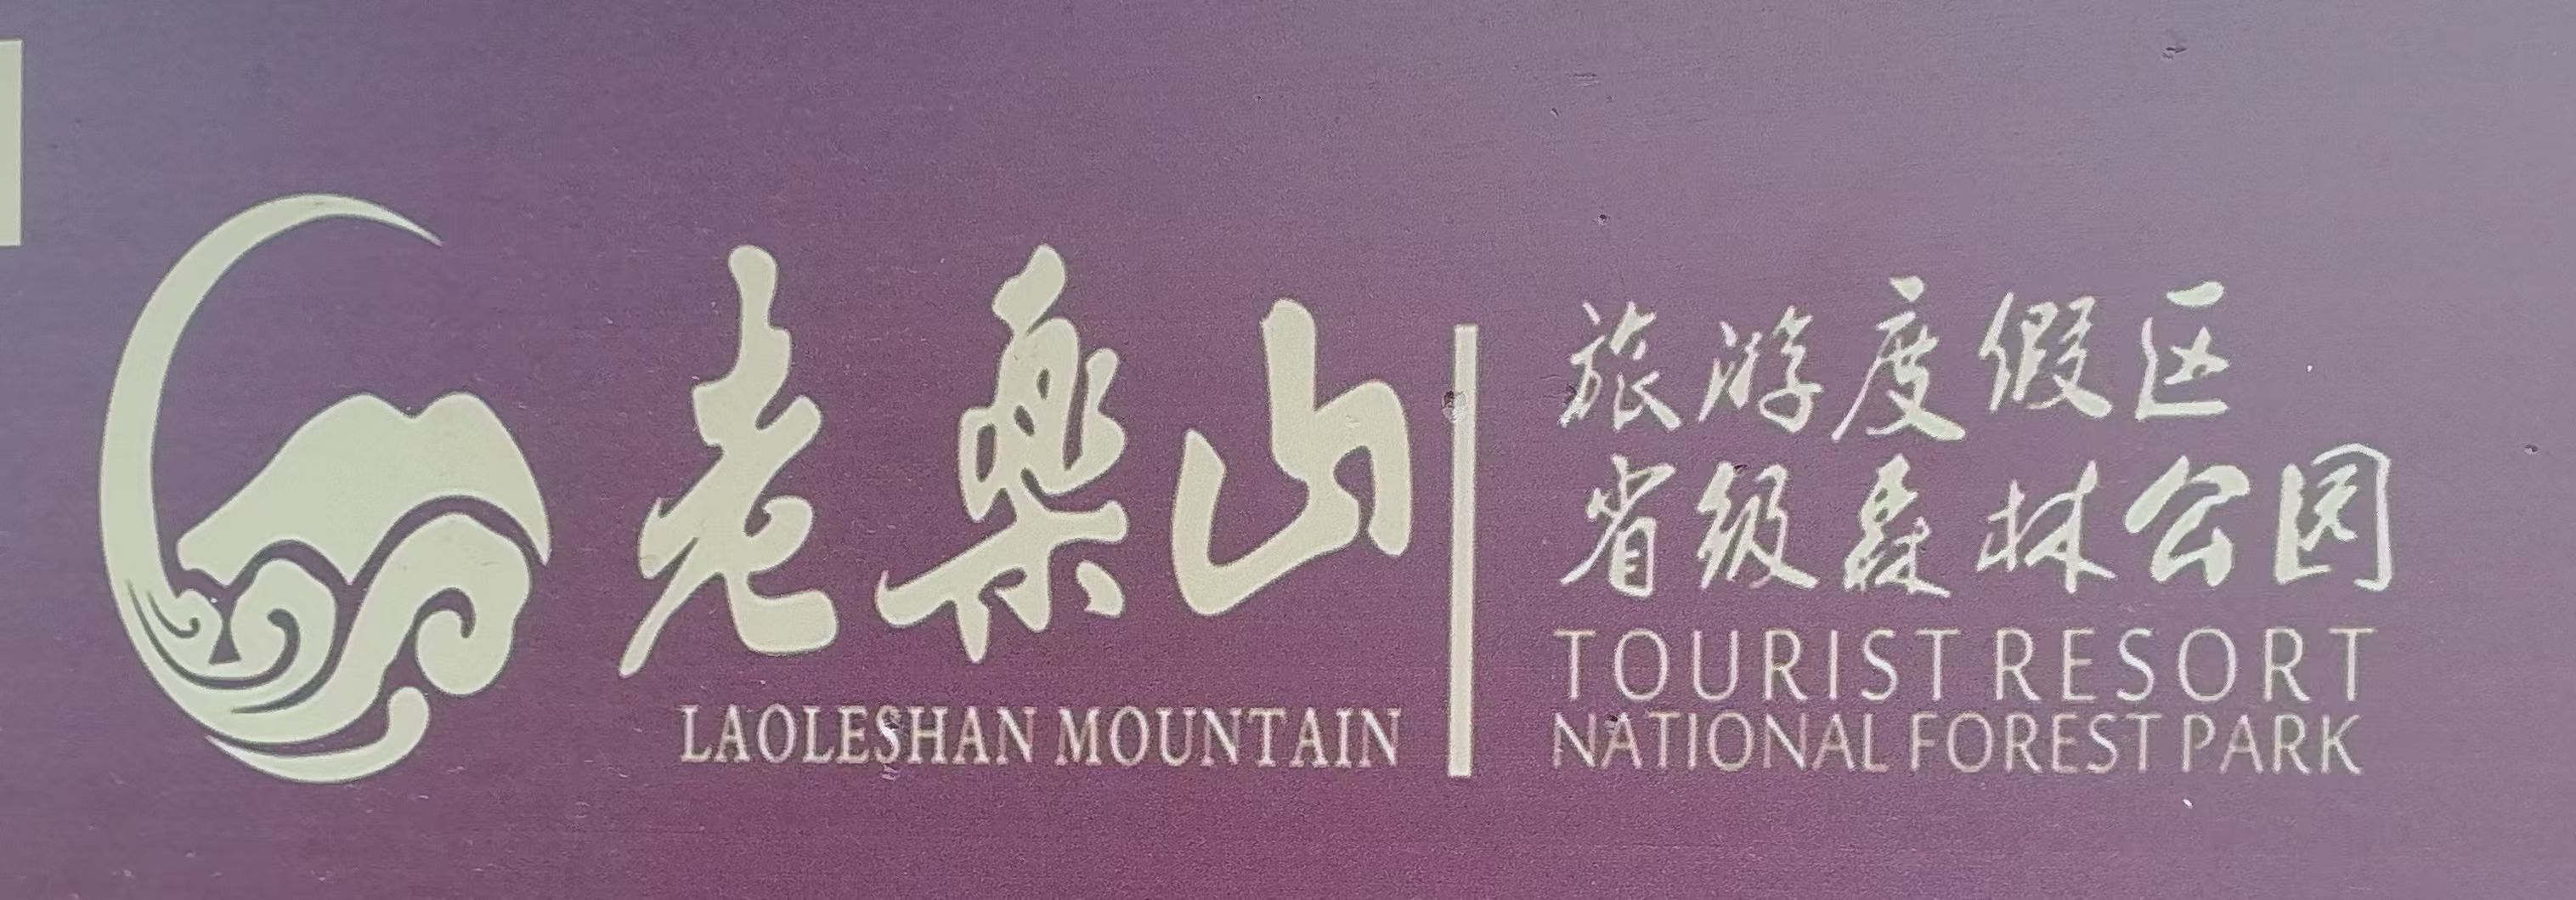 老樂山
LAOLESHAN MOUNTAIN
旅游度假区
省级森林公园
TOURIST RESORT
NATIONAL FOREST PARK